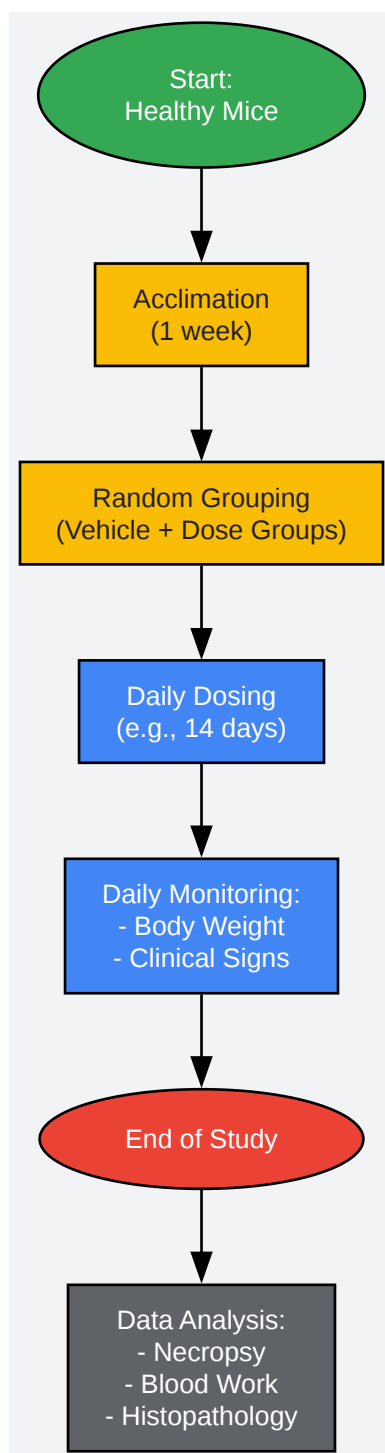 Start:
Healthy Mice
Acclimation
(1 week)
Random Grouping
(Vehicle + Dose Groups)
Daily Dosing
(e.g., 14 days)
Daily Monitoring:
- Body Weight
- Clinical Signs
End of Study
Data Analysis:
- Necropsy
- Blood Work
- Histopathology